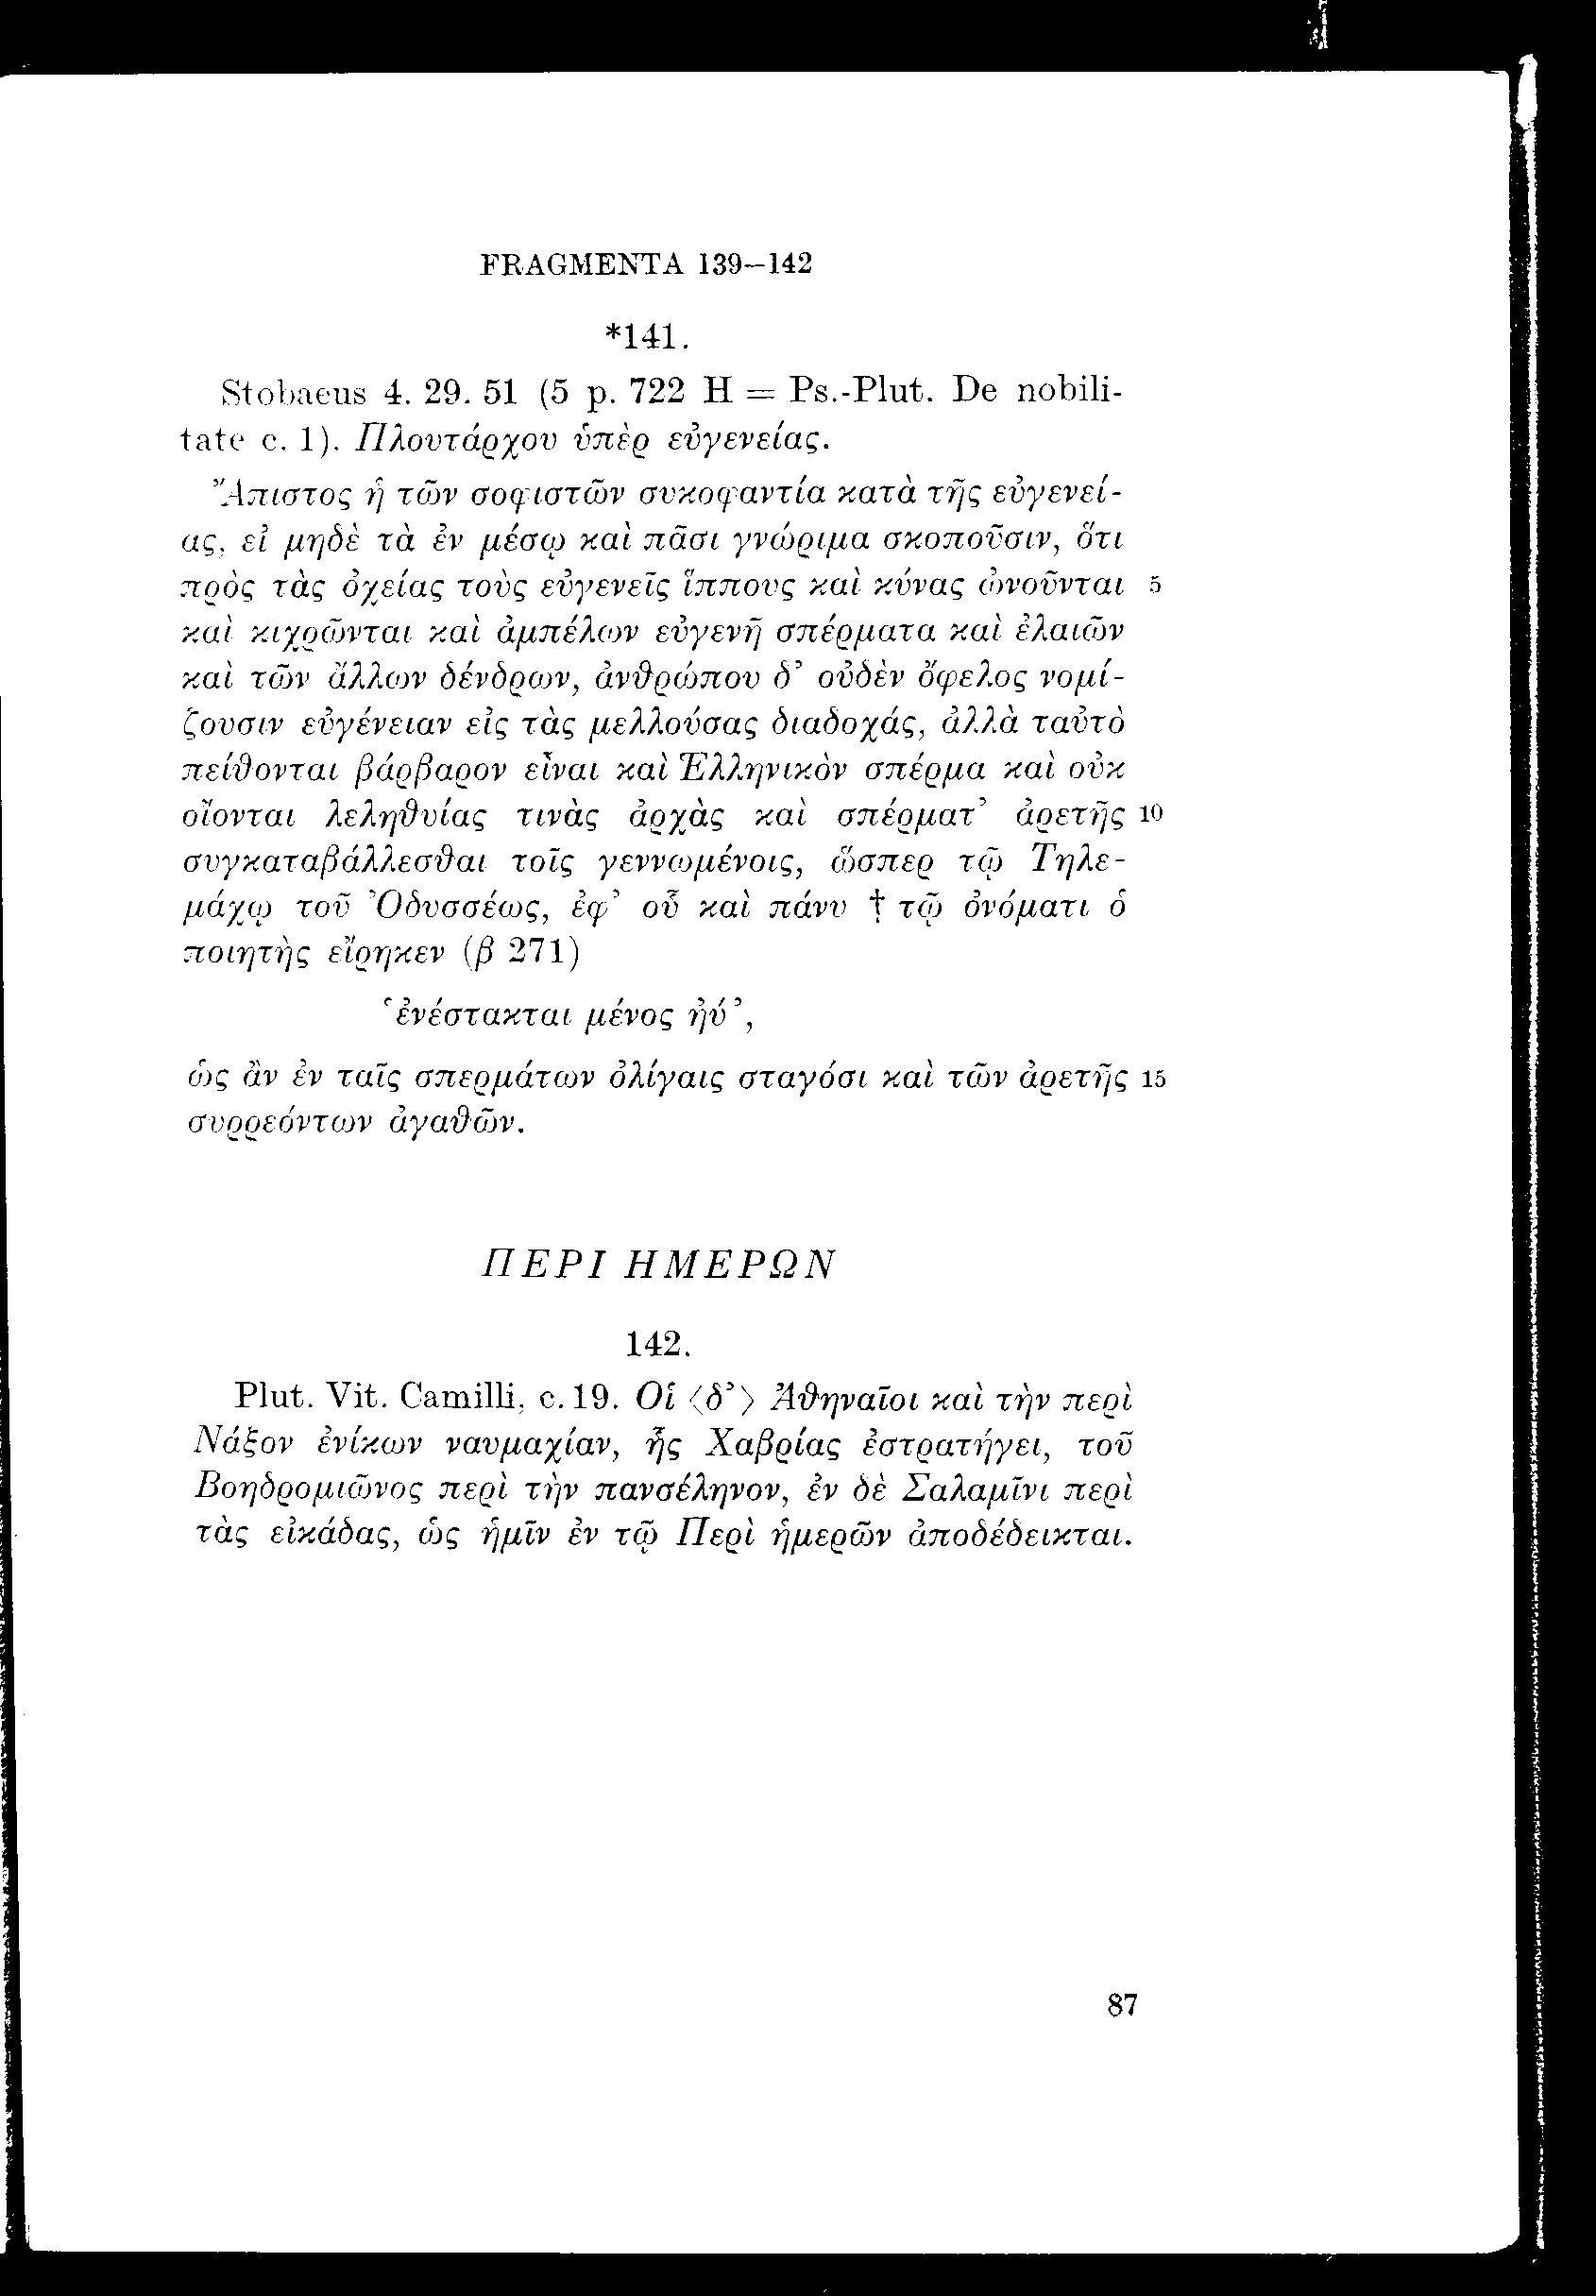 FRAGMENTA 139–142
*141.
Stobaeus 4. 29. 51 (5 p. 722 H = Ps.-Plut. De nobili-
tate c. 1). Πλουτάρχου ὑπὲρ εὐγενείας.
Ἄπιστος ἡ τῶν σοφιστῶν συκοφαντία κατὰ τῆς εὐγενεί-
ας, εἰ μηδὲ τὰ ἐν μέσῳ καὶ πᾶσι γνώριμα σκοποῦσιν, ὅτι
πρὸς τὰς ὀχείας τοὺς εὐγενεῖς ἵππους καὶ κύνας ὠνοῦνται 5
καὶ κιχρῶνται καὶ ἀμπέλων εὐγενῆ σπέρματα καὶ ἐλαιῶν
καὶ τῶν ἄλλων δένδρων, ἀνθρώπου δ’ οὐδὲν ὄφελος νομί-
ζουσιν εὐγένειαν εἰς τὰς μελλούσας διαδοχάς, ἀλλὰ ταὐτὸ
πείθονται βάρβαρον εἶναι καὶ Ἑλληνικὸν σπέρμα καὶ οὐκ
οἴονται λεληθυίας τινὰς ἀρχὰς καὶ σπέρματ’ ἀρετῆς 10
συγκαταβάλλεσθαι τοῖς γεννωμένοις, ὥσπερ τῷ Τηλε-
μάχῳ τοῦ Ὀδυσσέως, ἐφ’ οὗ καὶ πάνυ † τῷ ὀνόματι ὁ
ποιητὴς εἴρηκεν (β 271)
‘ἐνέστακται μένος ἠύ’,
ὡς ἂν ἐν ταῖς σπερμάτων ὀλίγαις σταγόσι καὶ τῶν ἀρετῆς 15
συρρεόντων ἀγαθῶν.
ΠΕΡΙ ΗΜΕΡΩΝ
142.
Plut. Vit. Camilli, c. 19. Οἱ ⟨δ’⟩ Ἀθηναῖοι καὶ τὴν περὶ
Νάξον ἐνίκων ναυμαχίαν, ἧς Χαβρίας ἐστρατήγει, τοῦ
Βοηδρομιῶνος περὶ τὴν πανσέληνον, ἐν δὲ Σαλαμῖνι περὶ
τὰς εἰκάδας, ὡς ἡμῖν ἐν τῷ Περὶ ἡμερῶν ἀποδέδεικται.
87